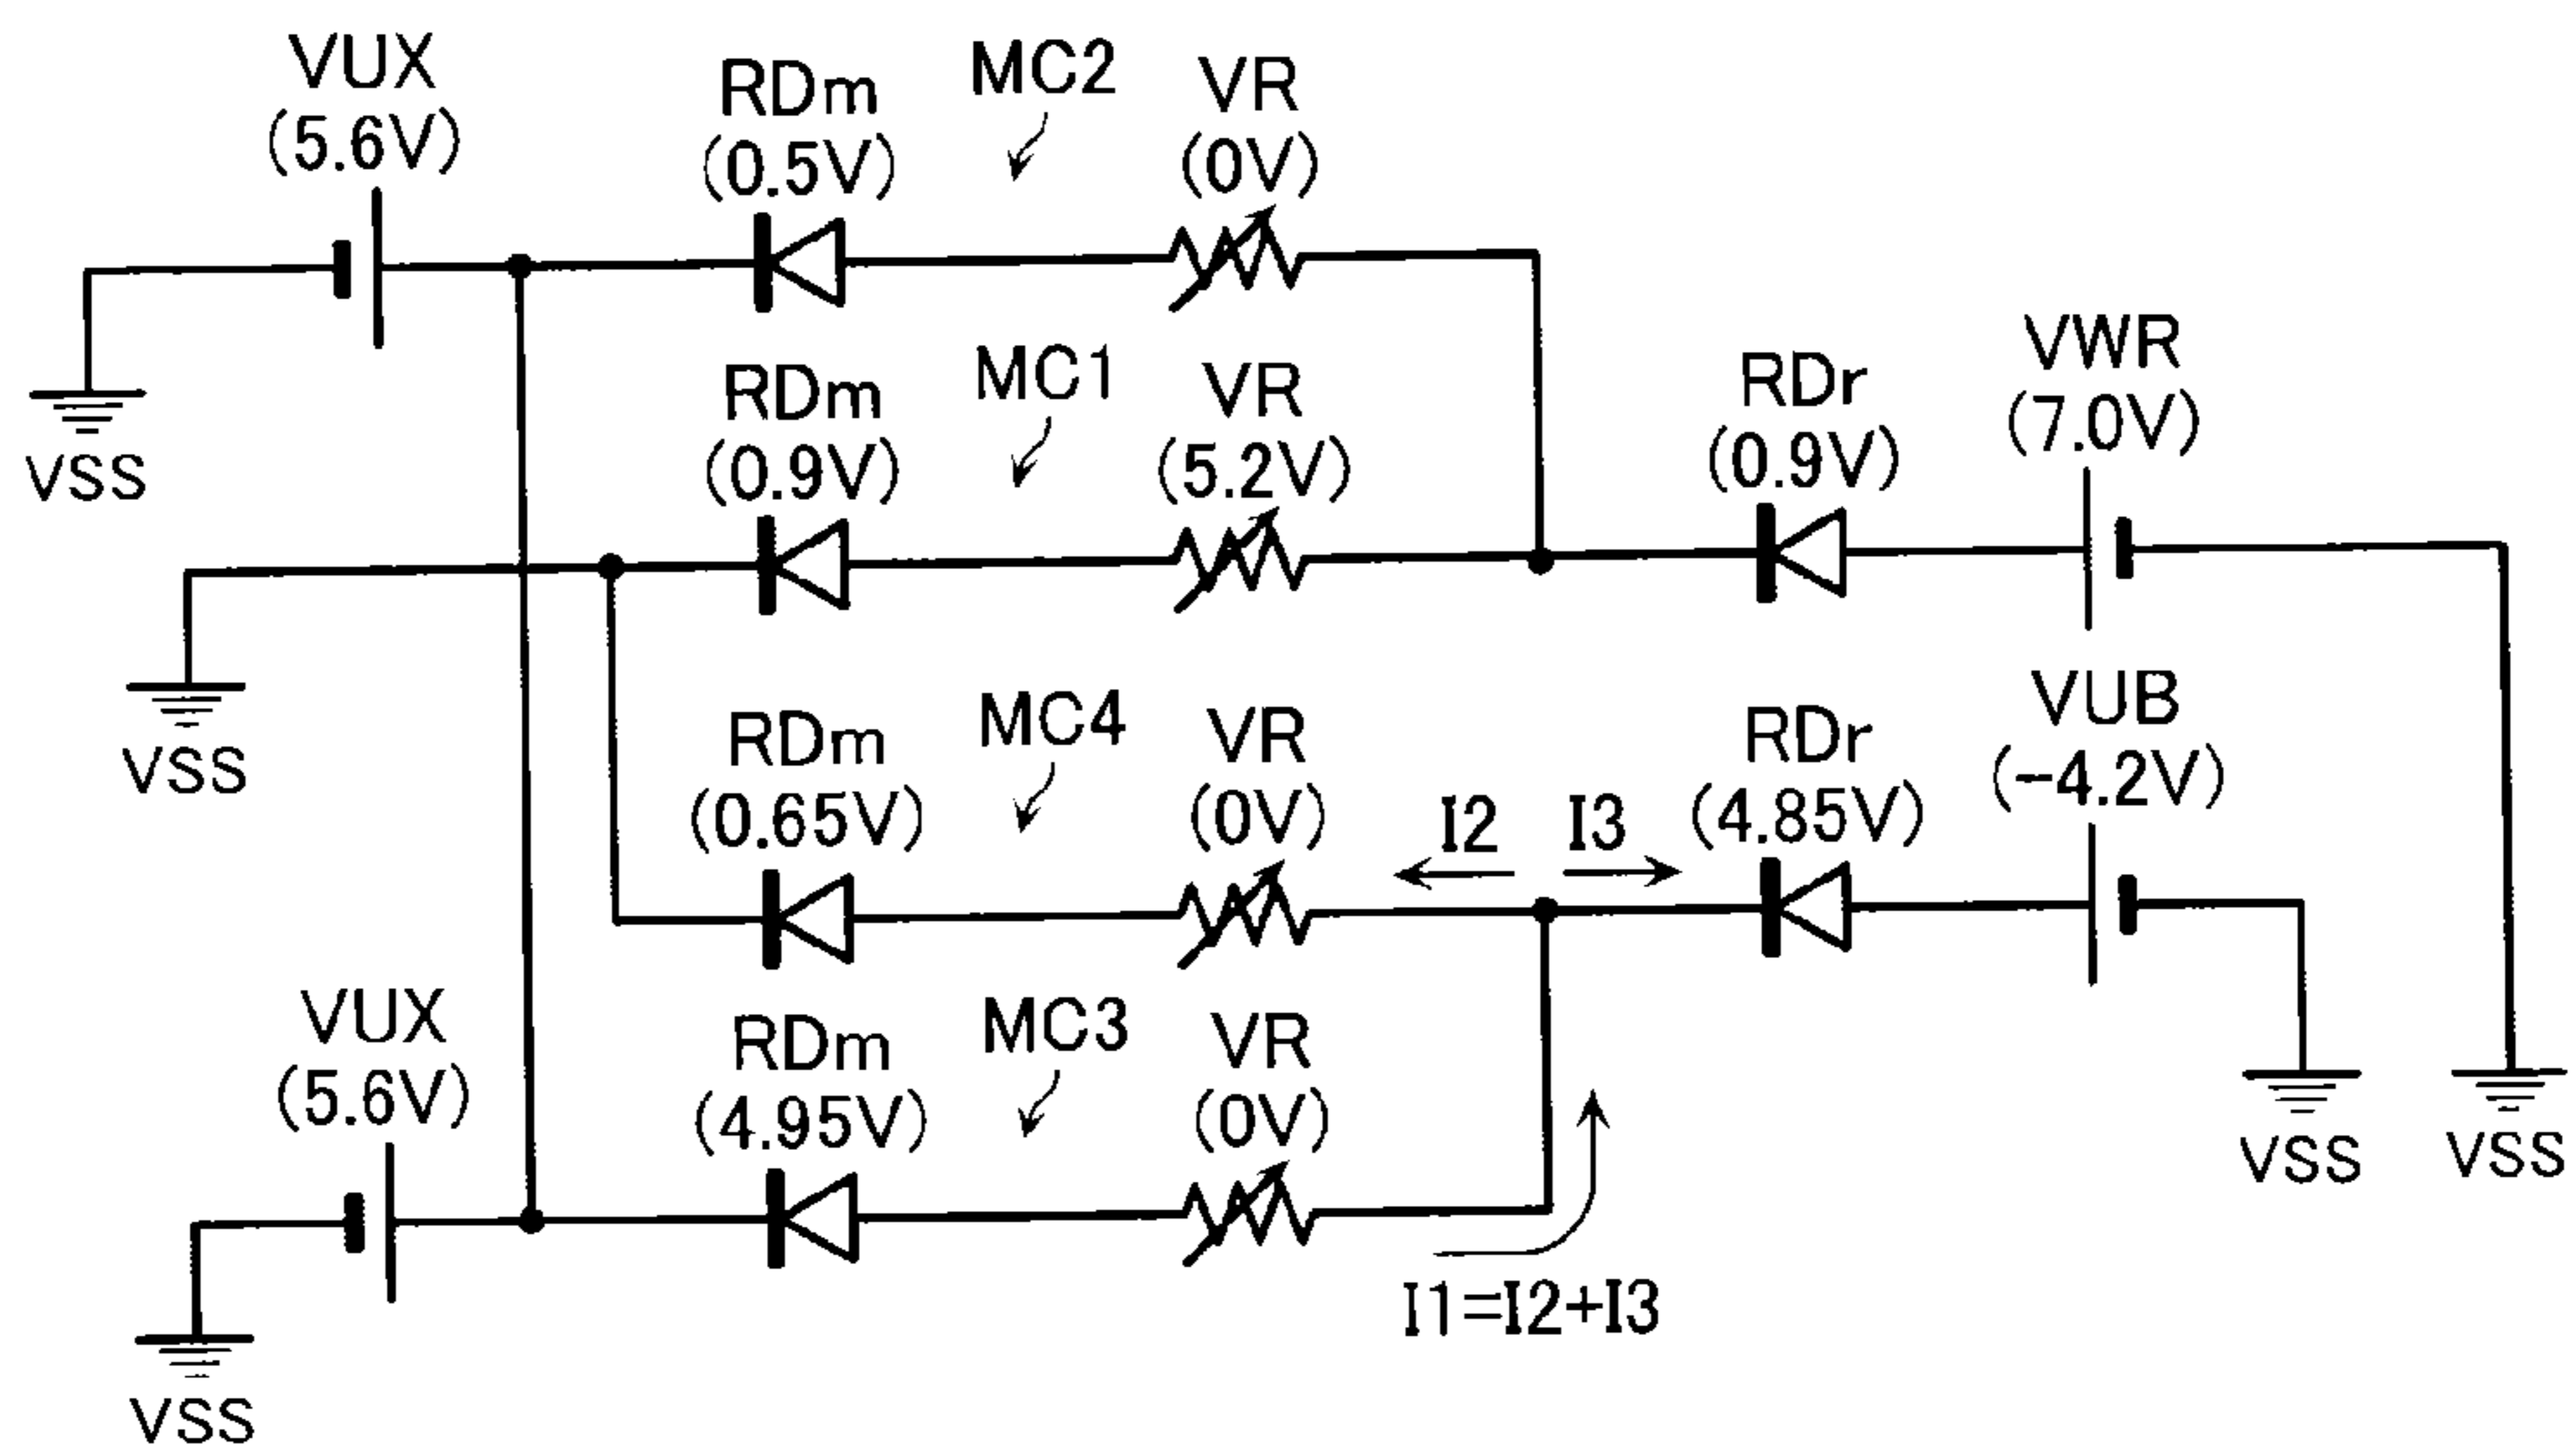 VUX
(5.6V)
RDm
(0.5V)
MC2
VR
(0V)
VSS
RDm
(0.9V)
MC1
VR
(5.2V)
RDr
(0.9V)
VWR
(7.0V)
VSS
RDm
(0.65V)
MC4
VR
(0V)
I2
I3
RDr
(4.85V)
VUB
(-4.2V)
VUX
(5.6V)
RDm
(4.95V)
MC3
VR
(0V)
I1=I2+I3
VSS
VSS
VSS